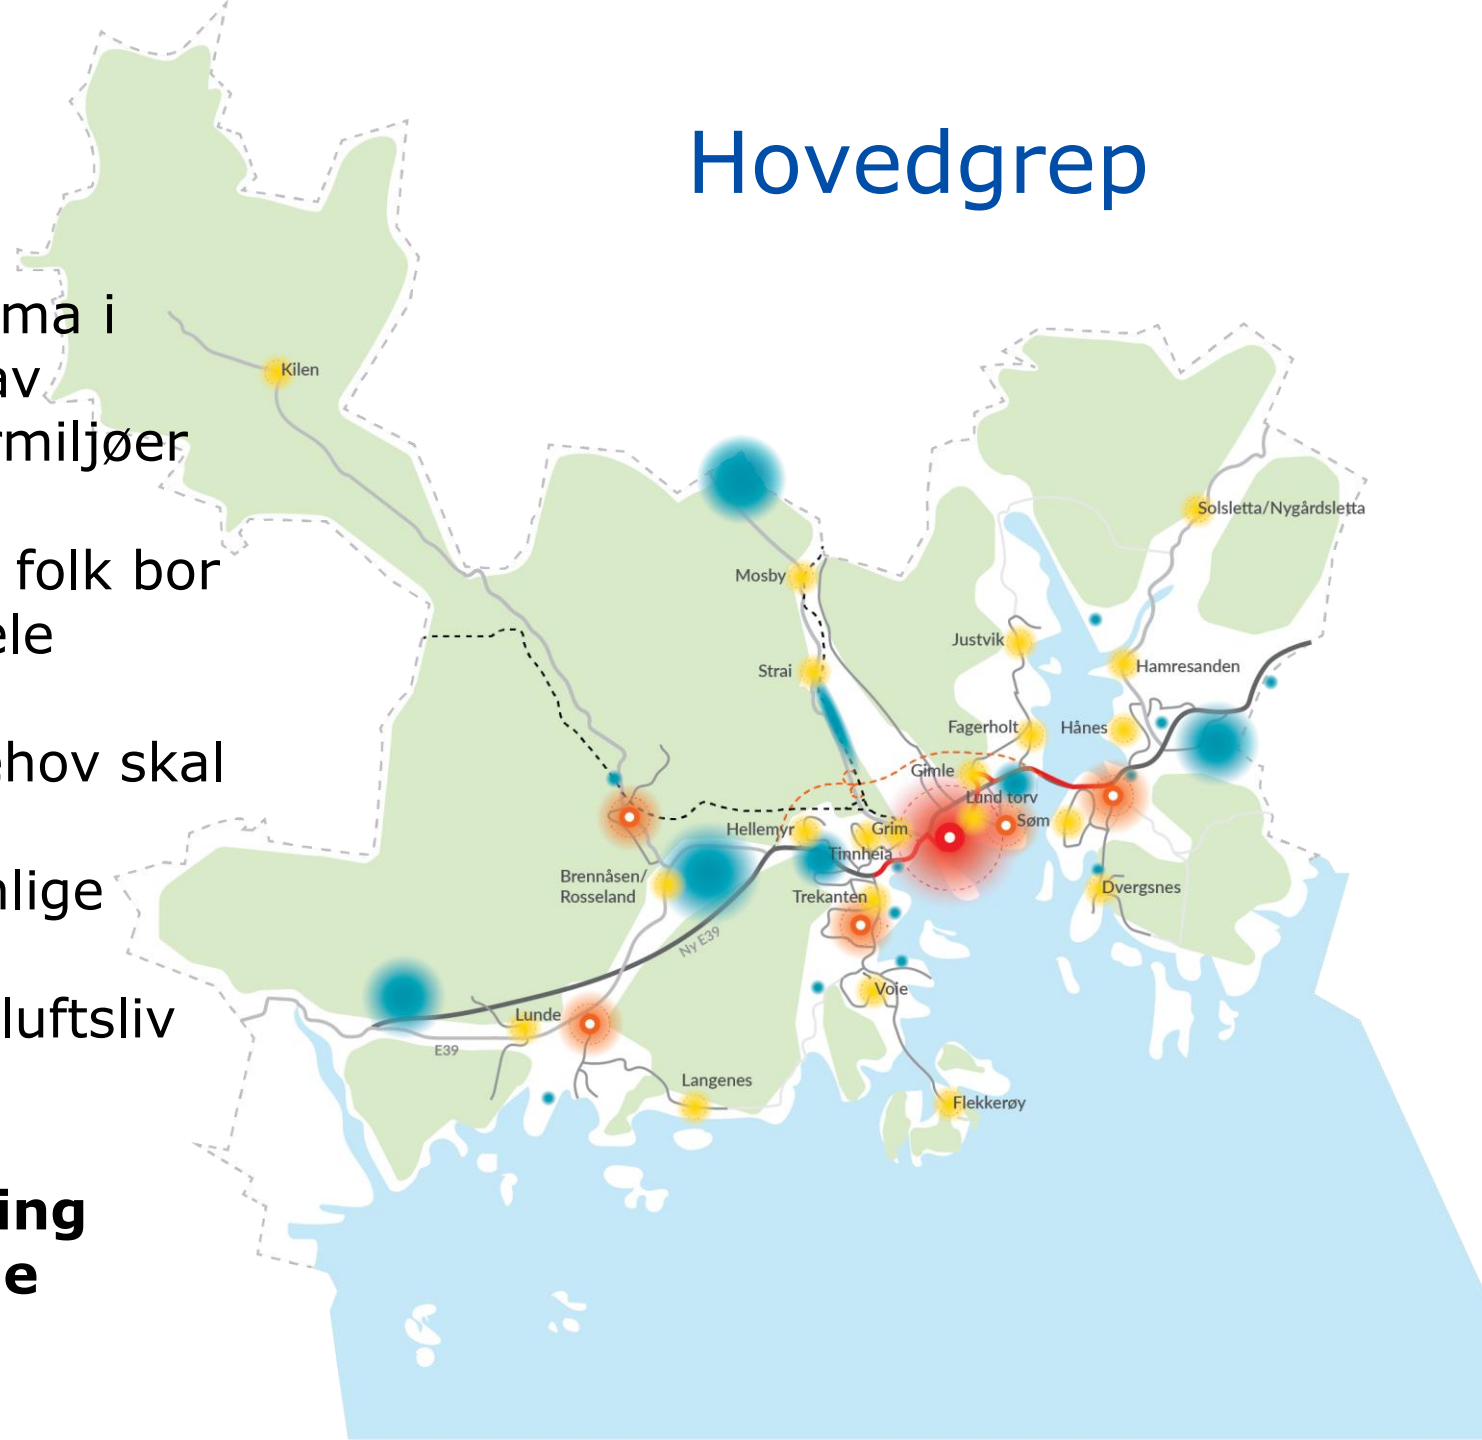 Hovedgrep
ma i
av
rmiljøer
folk bor
ele
ehov skal
nlige
luftsliv
ing
e
Kilen
Solsletta/Nygårdsletta
Mosby
Justvik
Strai
Hamresanden
Fagerholt
Hånes
Gimle
Lund torv
Søm
Hellemyr
Grim
Tinnheia
Brennåsen/
Rosseland
Trekanten
Dvergsnes
Ny E39
Voie
Lunde
E39
Langenes
Flekkerøy